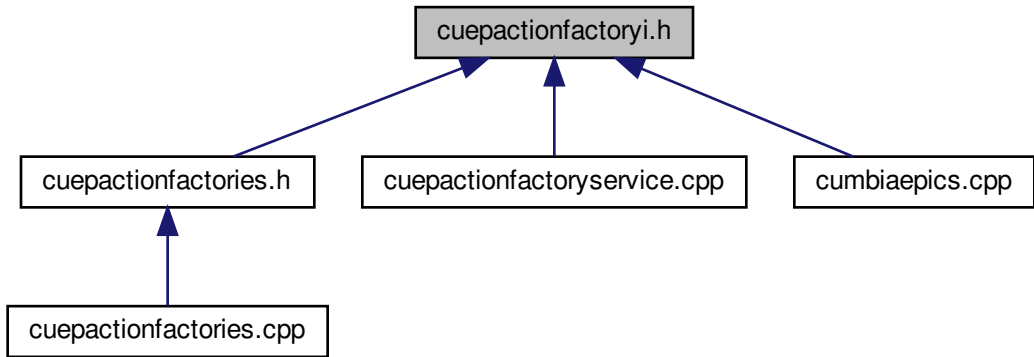 cuepactionfactoryi.h
cuepactionfactories.h
cuepactionfactoryservice.cpp
cumbiaepics.cpp
cuepactionfactories.cpp